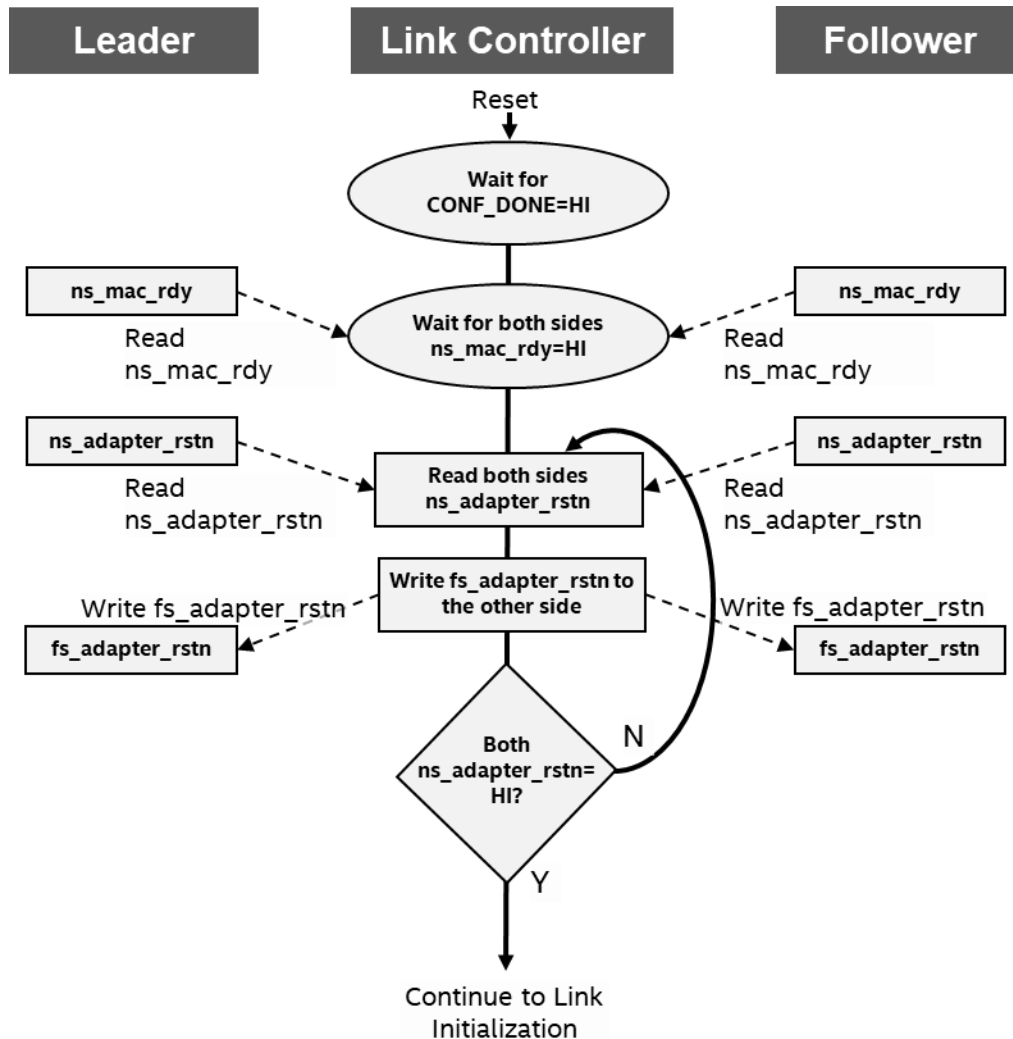 Leader
Link Controller
Follower
Reset
Wait for
CONF_DONE=HI
ns_mac_rdy
Read
ns_mac_rdy
Wait for both sides
ns_mac_rdy=HI
ns_mac_rdy
Read
ns_mac_rdy
ns_adapter_rstn
Read
ns_adapter_rstn
Read both sides
ns_adapter_rstn
ns_adapter_rstn
Read
ns_adapter_rstn
Write fs_adapter_rstn to
the other side
Write fs_adapter_rstn
fs_adapter_rstn
Write fs_adapter_rstn
fs_adapter_rstn
Both
ns_adapter_rstn=
HI?
N
Y
Continue to Link
Initialization